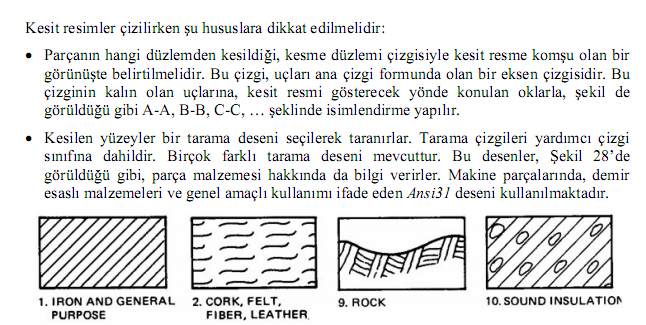 Kesit resimler çizilirken şu hususlara dikkat edilmelidir:
• Parçanın hangi düzlemden kesildiği, kesme düzlemi çizgisiyle kesit resme komşu olan bir
görünüşte belirtilmelidir. Bu çizgi, uçları ana çizgi formunda olan bir eksen çizgisidir. Bu
çizginin kalın olan uçlarına, kesit resmi gösterecek yönde konulan oklarla, şekil de
görüldüğü gibi A-A, B-B, C-C, … şeklinde isimlendirme yapılır.
• Kesilen yüzeyler bir tarama deseni seçilerek taranırlar. Tarama çizgileri yardımcı çizgi
sınıfına dahildir. Birçok farklı tarama deseni mevcuttur. Bu desenler, Şekil 28’de
görüldüğü gibi, parça malzemesi hakkında da bilgi verirler. Makine parçalarında, demir
esaslı malzemeleri ve genel amaçlı kullanımı ifade eden Ansi31 deseni kullanılmaktadır.
1. IRON AND GENERAL
PURPOSE
2. CORK, FELT,
FIBER, LEATHER
9. ROCK
10. SOUND INSULATION